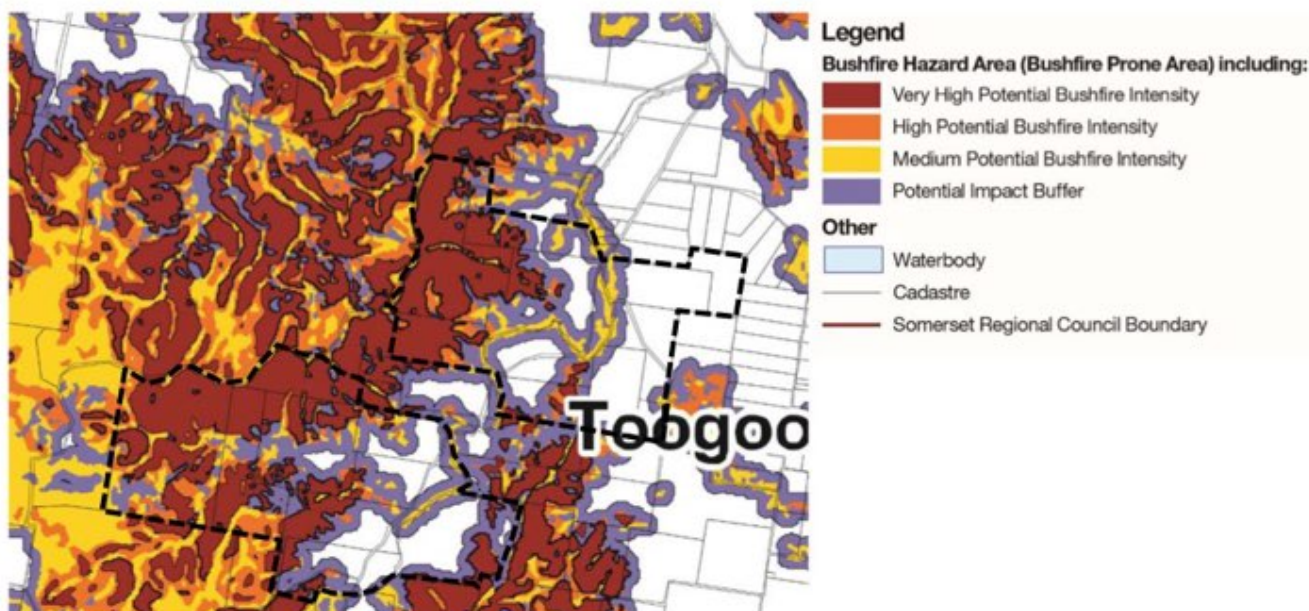 Legend
Bushfire Hazard Area (Bushfire Prone Area) including:
Very High Potential Bushfire Intensity
High Potential Bushfire Intensity
Medium Potential Bushfire Intensity
Potential Impact Buffer
Other
Waterbody
Cadastre
Somerset Regional Council Boundary
Toogoo